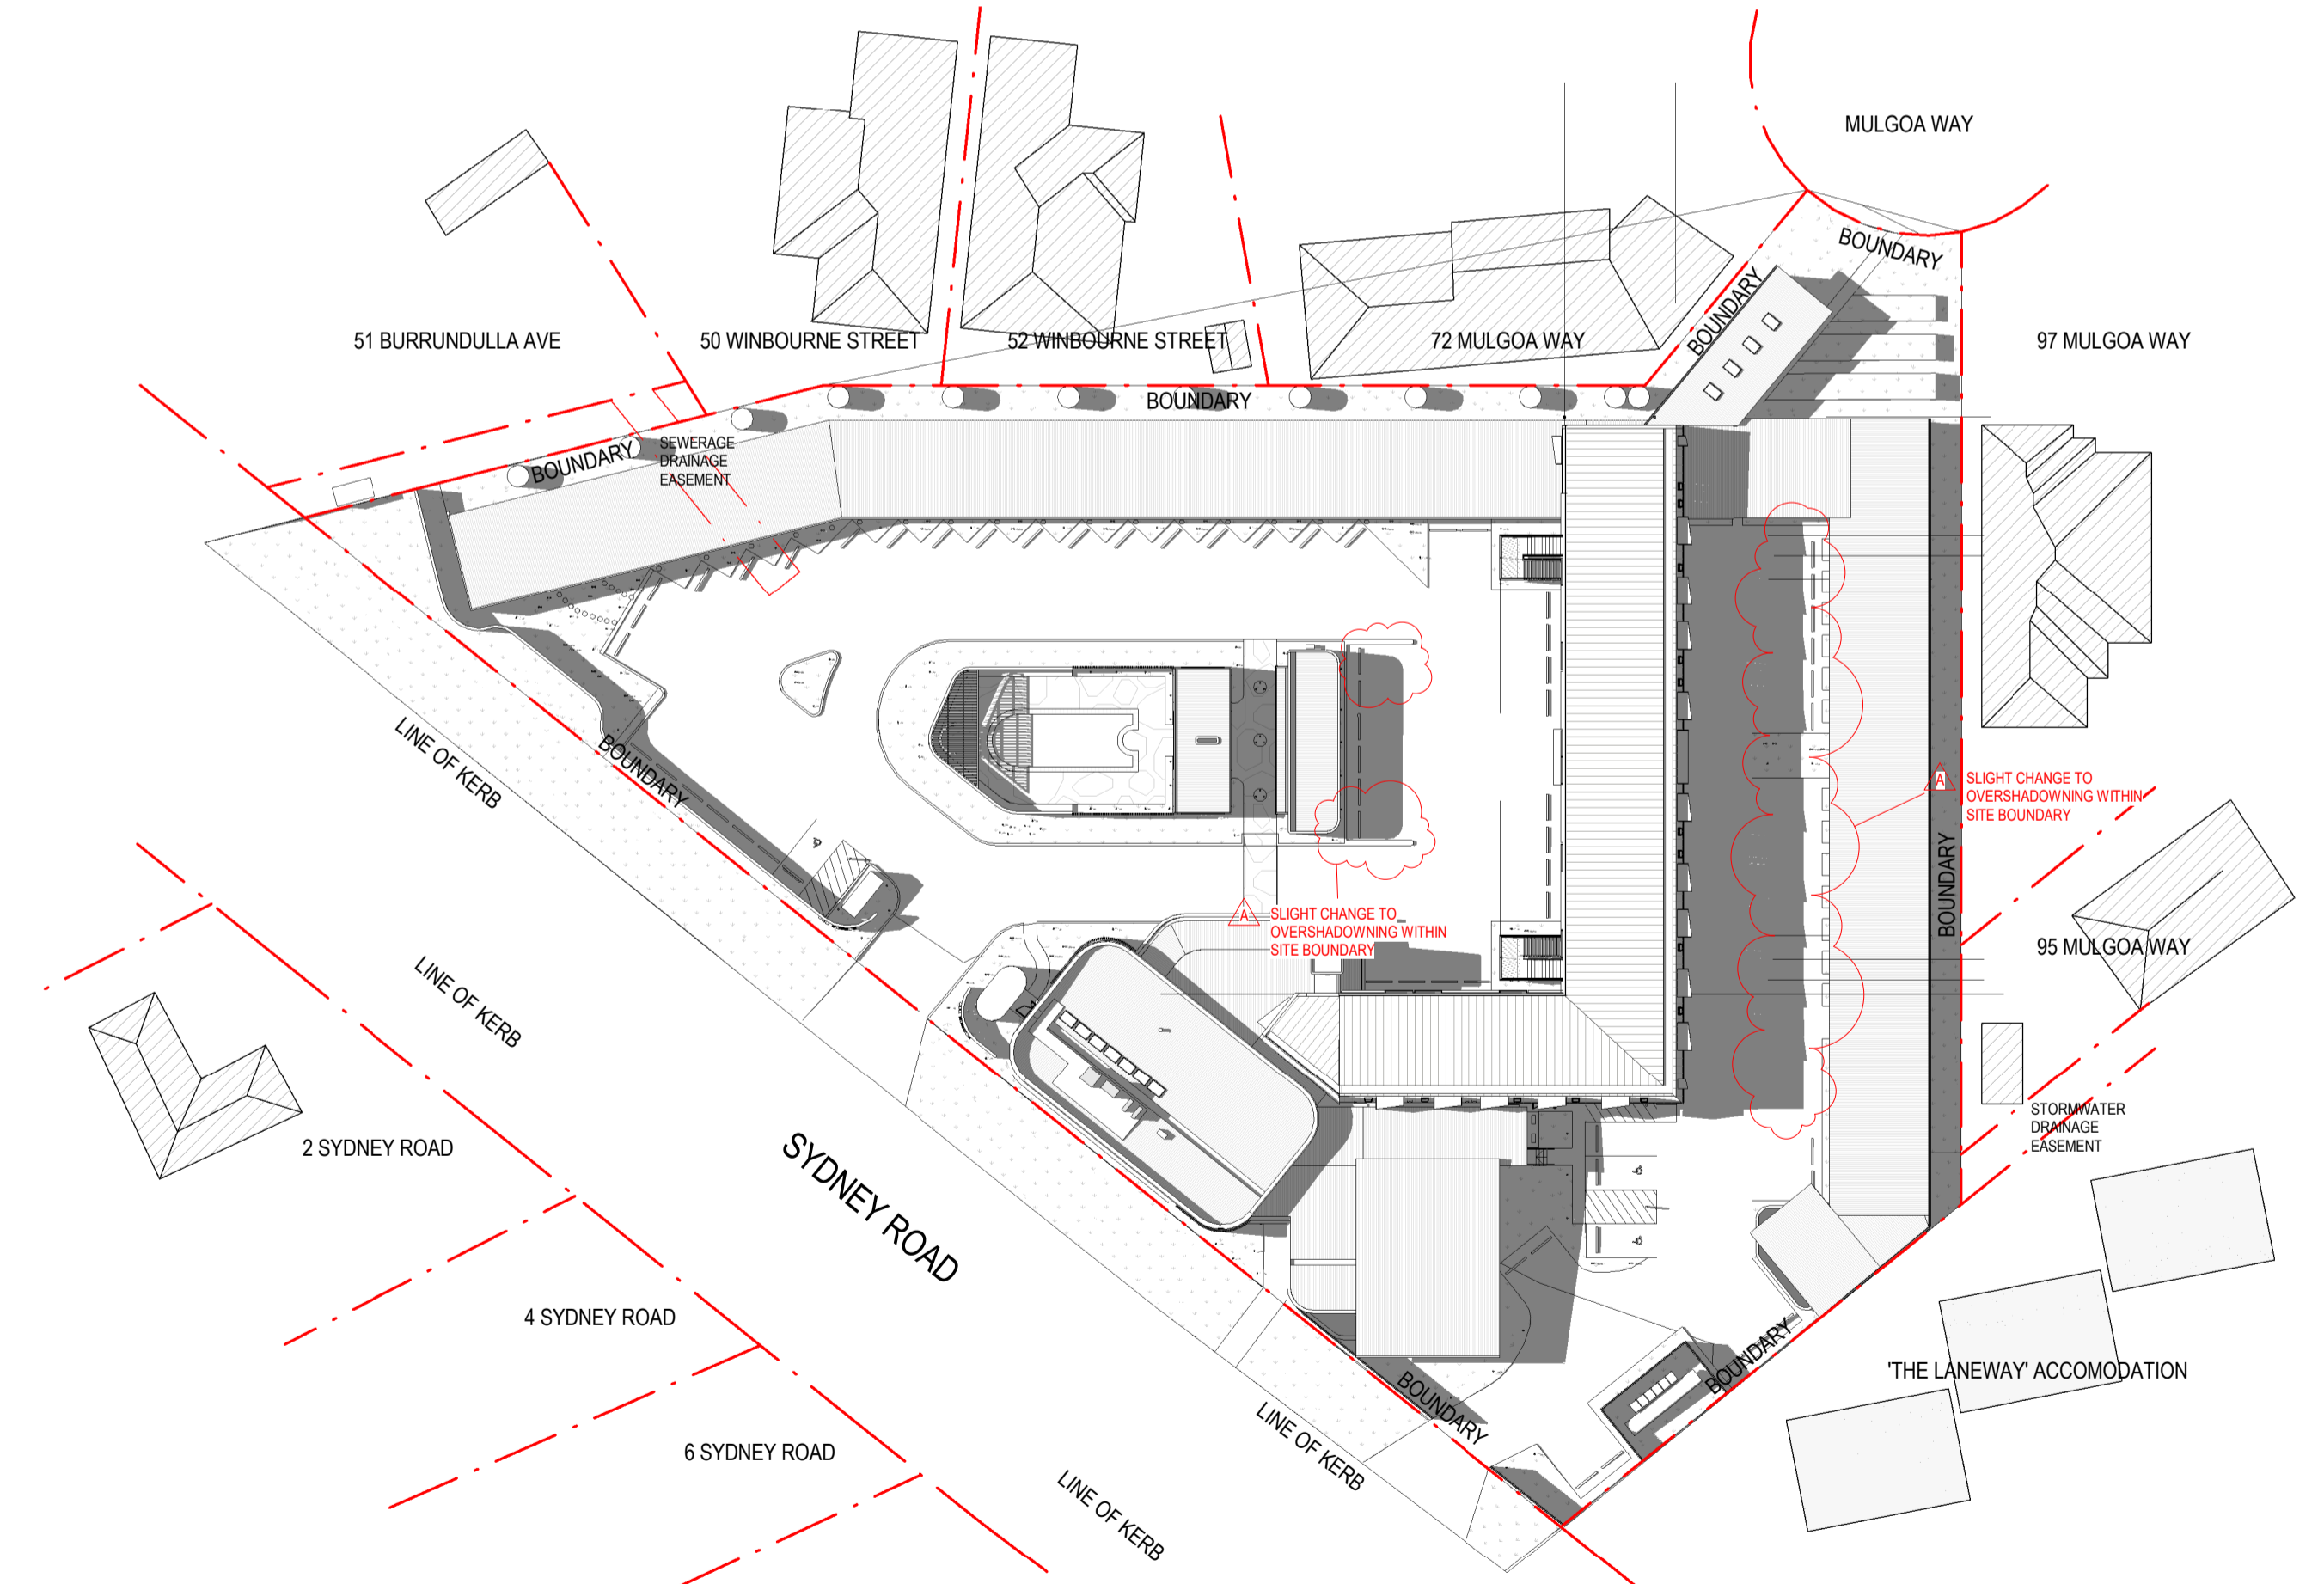 MULGOA WAY
BOUNDARY
BOUNDARY
51 BURRUNDULLA AVE
50 WINBOURNE STREET
52 WINBOURNE STREET
72 MULGOA WAY
97 MULGOA WAY
BOUNDARY
BOUNDARY
SEWERAGE
DRAINAGE
EASEMENT
LINE OF KERB
BOUNDARY
A
SLIGHT CHANGE TO
OVERSHADOWNING WITHIN
SITE BOUNDARY
BOUNDARY
A
SLIGHT CHANGE TO
OVERSHADOWNING WITHIN
SITE BOUNDARY
95 MULGOA WAY
LINE OF KERB
STORMWATER
DRAINAGE
EASEMENT
2 SYDNEY ROAD
SYDNEY ROAD
4 SYDNEY ROAD
BOUNDARY
'THE LANEWAY' ACCOMODATION
BOUNDARY
6 SYDNEY ROAD
LINE OF KERB
LINE OF KERB